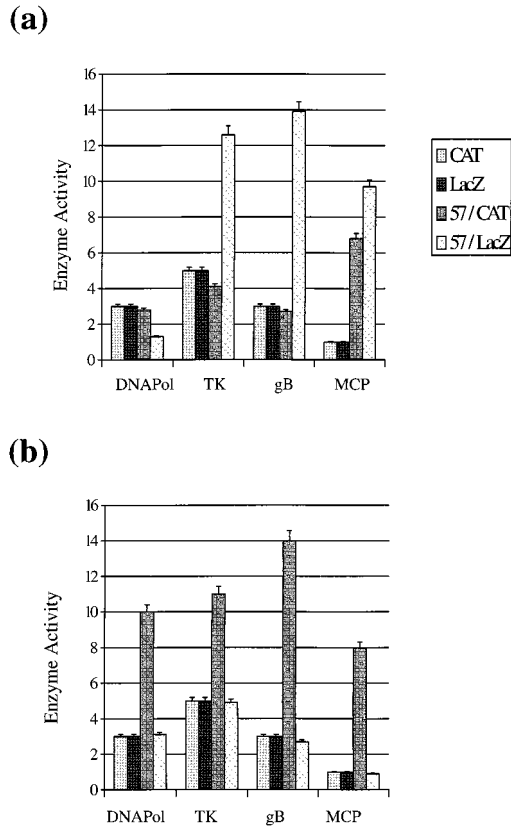 (a)
16
14
12
10
8
6
4
2
0
Enzyme Activity
DNAPol TK gB MCP
CAT
LacZ
57 / CAT
57 / LacZ
(b)
16
14
12
10
8
6
4
2
0
Enzyme Activity
DNAPol TK gB MCP